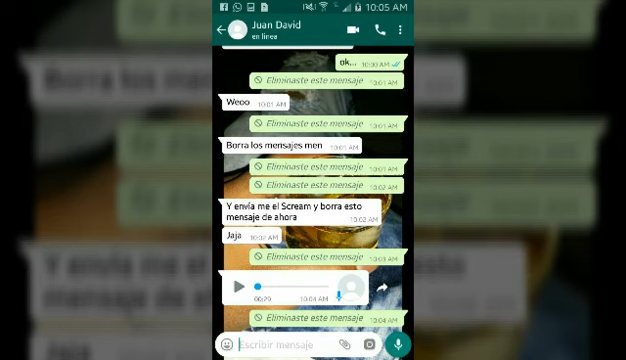 10:05 AM
Juan David
en línea
ok... 10:00 AM
Eliminaste este mensaje 10:01 AM
Weoo 10:01 AM
Eliminaste este mensaje 10:01 AM
Borra los mensajes men 10:01 AM
Eliminaste este mensaje 10:01 AM
Eliminaste este mensaje 10:02 AM
Y envía me el Scream y borra esto
mensaje de ahora 10:02 AM
Jaja 10:02 AM
Eliminaste este mensaje 10:03 AM
00:29 10:04 AM
Eliminaste este mensaje 10:04 AM
Escribir mensaje